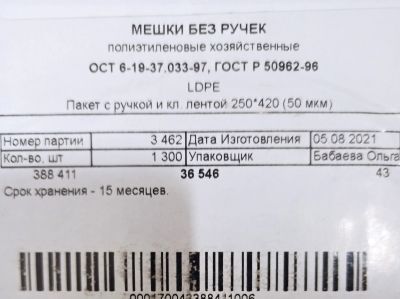 МЕШКИ БЕЗ РУЧЕК
полиэтиленовые хозяйственные
ОСТ 6-19-37.033-97, ГОСТ Р 50962-96
LDPE
Пакет с ручкой и кл. лентой 250*420 (50 мкм)
Номер партии 3 462 Дата Изготовления 05.08.2021
Кол-во, шт 1 300 Упаковщик Бабаева Ольга
388 411 36 546 43
Срок хранения - 15 месяцев.
000170043388411006